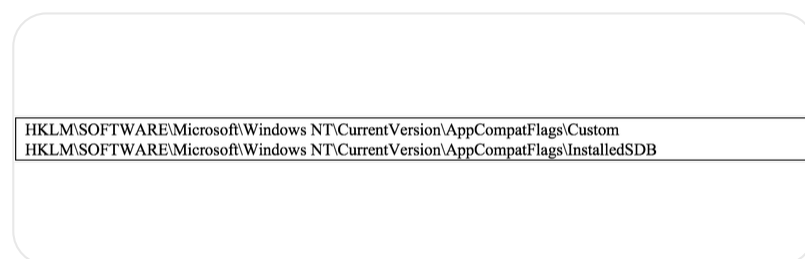 HKLM\SOFTWARE\Microsoft\Windows NT\CurrentVersion\AppCompatFlags\Custom
HKLM\SOFTWARE\Microsoft\Windows NT\CurrentVersion\AppCompatFlags\InstalledSDB